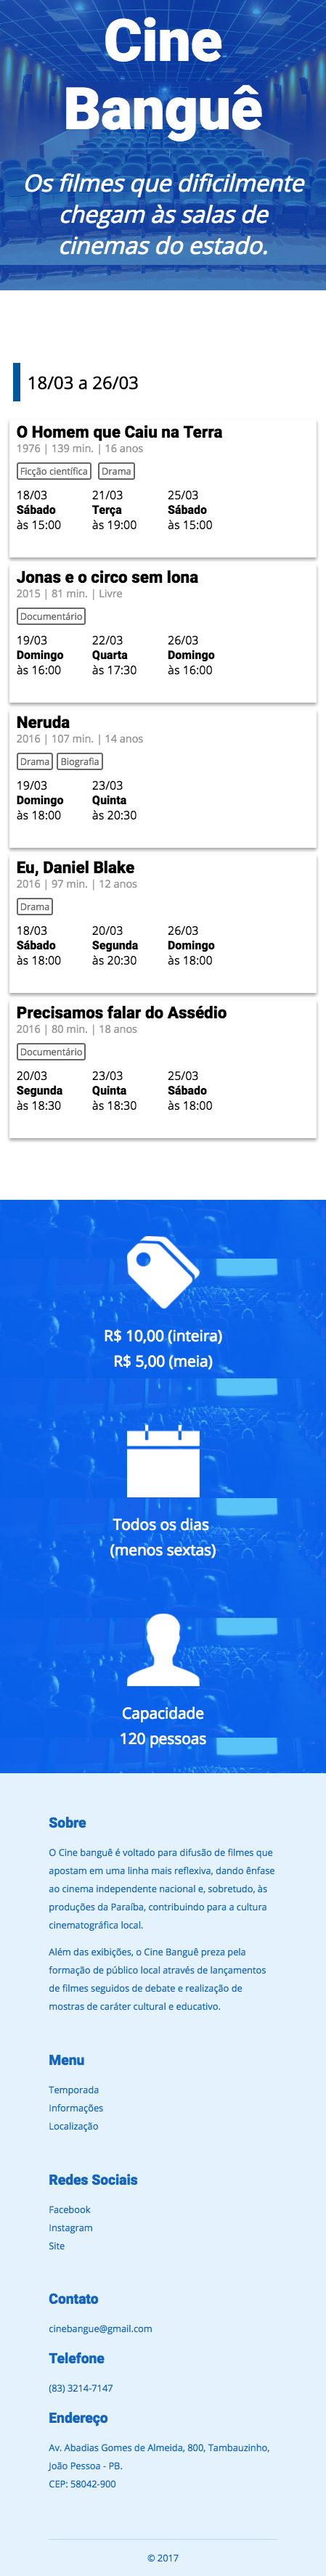 Cine
Banguê
Os filmes que dificilmente
chegam às salas de
cinemas do estado.
18/03 a 26/03
O Homem que Caiu na Terra
1976 | 139 min. | 16 anos
Ficção científica Drama
18/03 21/03 25/03
Sábado Terça Sábado
às 15:00 às 19:00 às 15:00
Jonas e o circo sem lona
2015 | 81 min. | Livre
Documentário
19/03 22/03 26/03
Domingo Quarta Domingo
às 16:00 às 17:30 às 16:00
Neruda
2016 | 107 min. | 14 anos
Drama Biografia
19/03 23/03
Domingo Quinta
às 18:00 às 20:30
Eu, Daniel Blake
2016 | 97 min. | 12 anos
Drama
18/03 20/03 26/03
Sábado Segunda Domingo
às 18:00 às 20:30 às 18:00
Precisamos falar do Assédio
2016 | 80 min. | 18 anos
Documentário
20/03 23/03 25/03
Segunda Quinta Sábado
às 18:30 às 18:30 às 18:00
R$ 10,00 (inteira)
R$ 5,00 (meia)
Todos os dias
(menos sextas)
Capacidade
120 pessoas
Sobre
O Cine banguê é voltado para difusão de filmes que
apostam em uma linha mais reflexiva, dando ênfase
ao cinema independente nacional e, sobretudo, às
produções da Paraíba, contribuindo para a cultura
cinematográfica local.
Além das exibições, o Cine Banguê preza pela
formação de público local através de lançamentos
de filmes seguidos de debate e realização de
mostras de caráter cultural e educativo.
Menu
Temporada
Informações
Localização
Redes Sociais
Facebook
Instagram
Site
Contato
cinebangue@gmail.com
Telefone
(83) 3214-7147
Endereço
Av. Abadias Gomes de Almeida, 800, Tambauzinho,
João Pessoa - PB.
CEP: 58042-900
© 2017